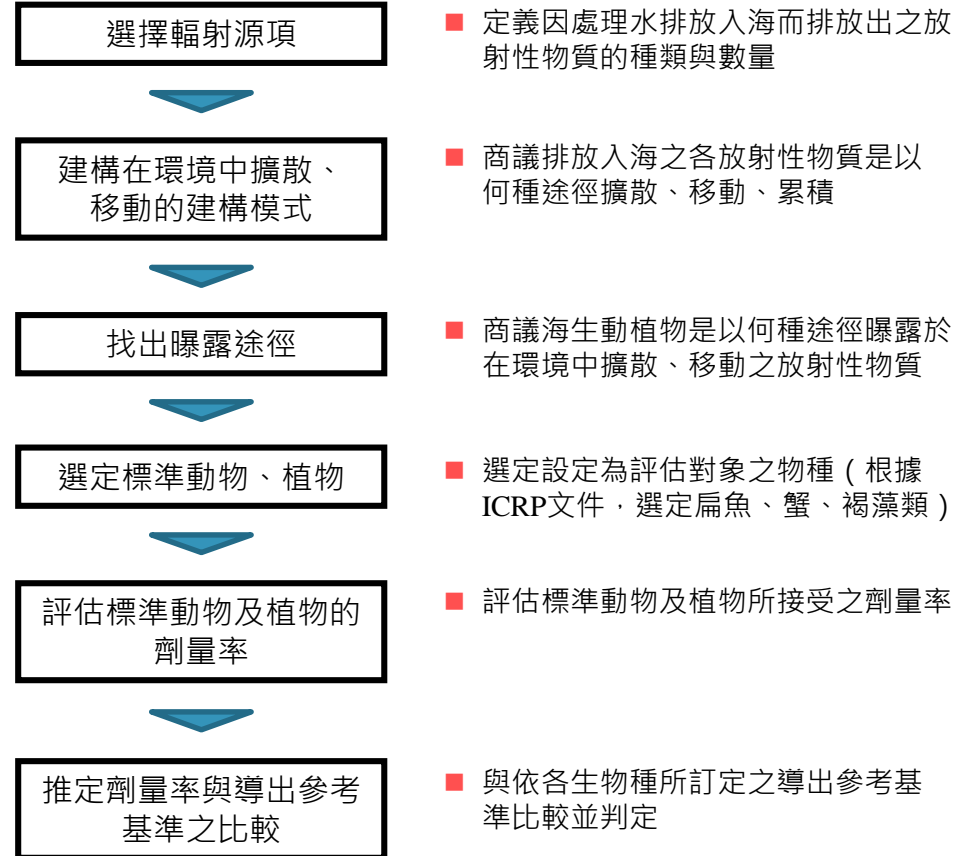 選擇輻射源項
■ 定義因處理水排放入海而排放出之放
射性物質的種類與數量
建構在環境中擴散、
移動的建構模式
■ 商議排放入海之各放射性物質是以
何種途徑擴散、移動、累積
找出曝露途徑
■ 商議海生動植物是以何種途徑曝露於
在環境中擴散、移動之放射性物質
選定標準動物、植物
■ 選定設定為評估對象之物種（根據
ICRP文件，選定扁魚、蟹、褐藻類）
評估標準動物及植物的
劑量率
■ 評估標準動物及植物所接受之劑量率
推定劑量率與導出參考
基準之比較
■ 與依各生物種所訂定之導出參考基
準比較並判定